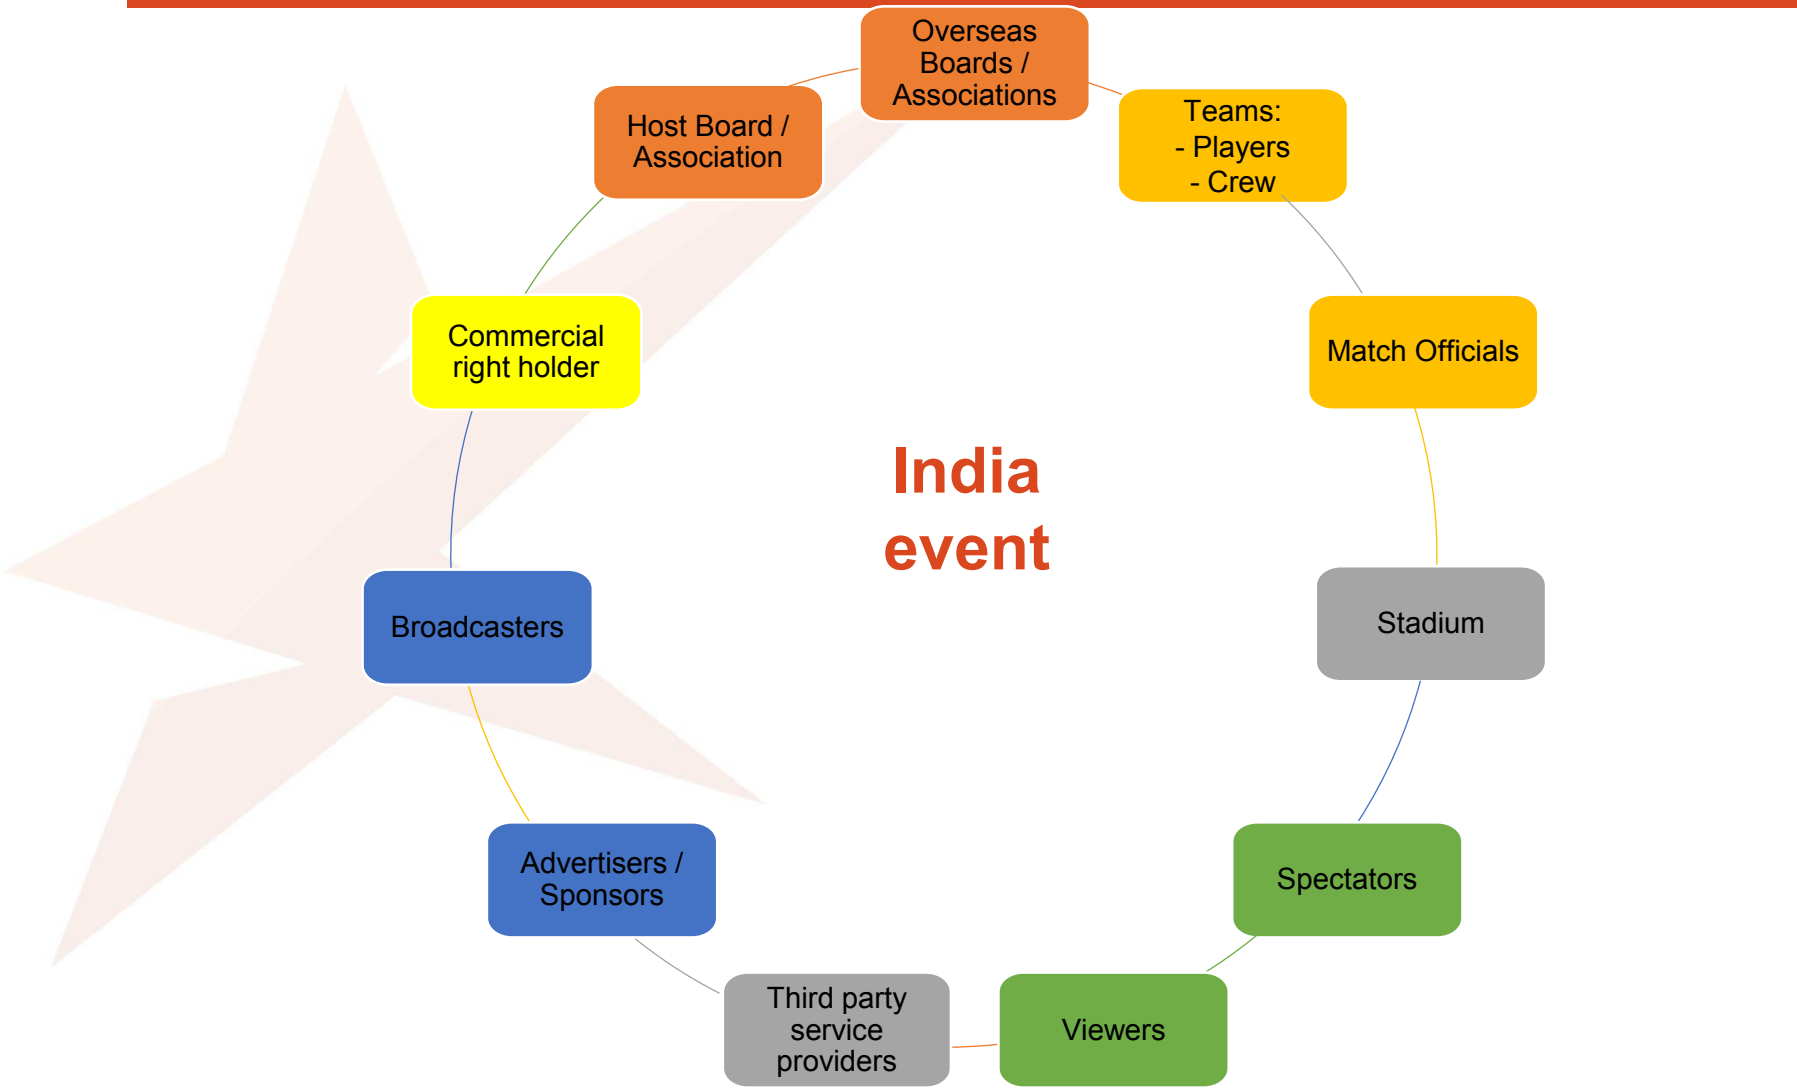 Overseas
Boards /
Associations
Teams:
- Players
- Crew
Match Officials
Stadium
Spectators
Viewers
Third party
service
providers
Advertisers /
Sponsors
Broadcasters
Commercial
right holder
Host Board /
Association
India
event